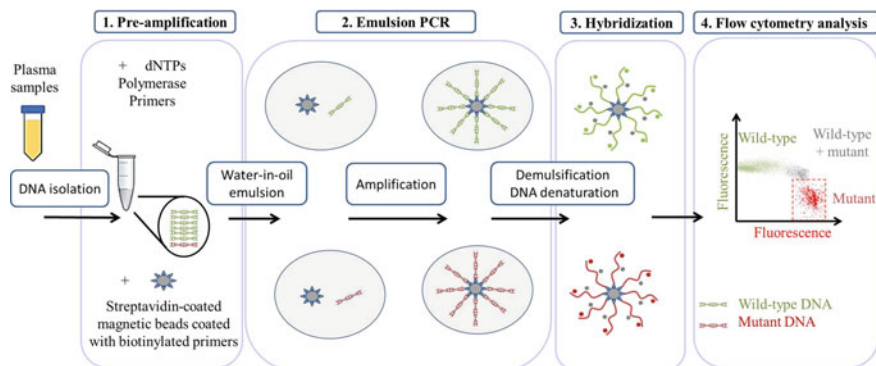 1. Pre-amplification
2. Emulsion PCR
3. Hybridization
4. Flow cytometry analysis
Plasma
samples
DNA isolation
+ dNTPs
Polymerase
Primers
+
Streptavidin-coated
magnetic beads coated
with biotinylated primers
Water-in-oil
emulsion
Amplification
Demulsification
DNA denaturation
Fluorescence
Wild-type
Wild-type
+ mutant
Mutant
Fluorescence
Wild-type DNA
Mutant DNA